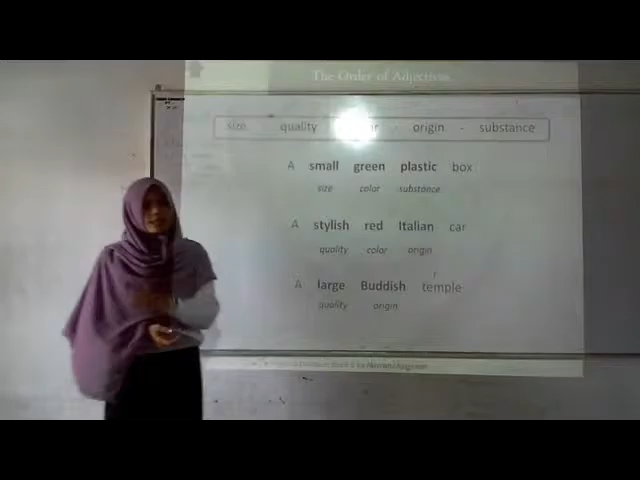 The Order of Adjectives
size - quality - - origin - substance
A small green plastic box
size color substance
A stylish red Italian car
quality color origin
A large Buddish temple
quality origin